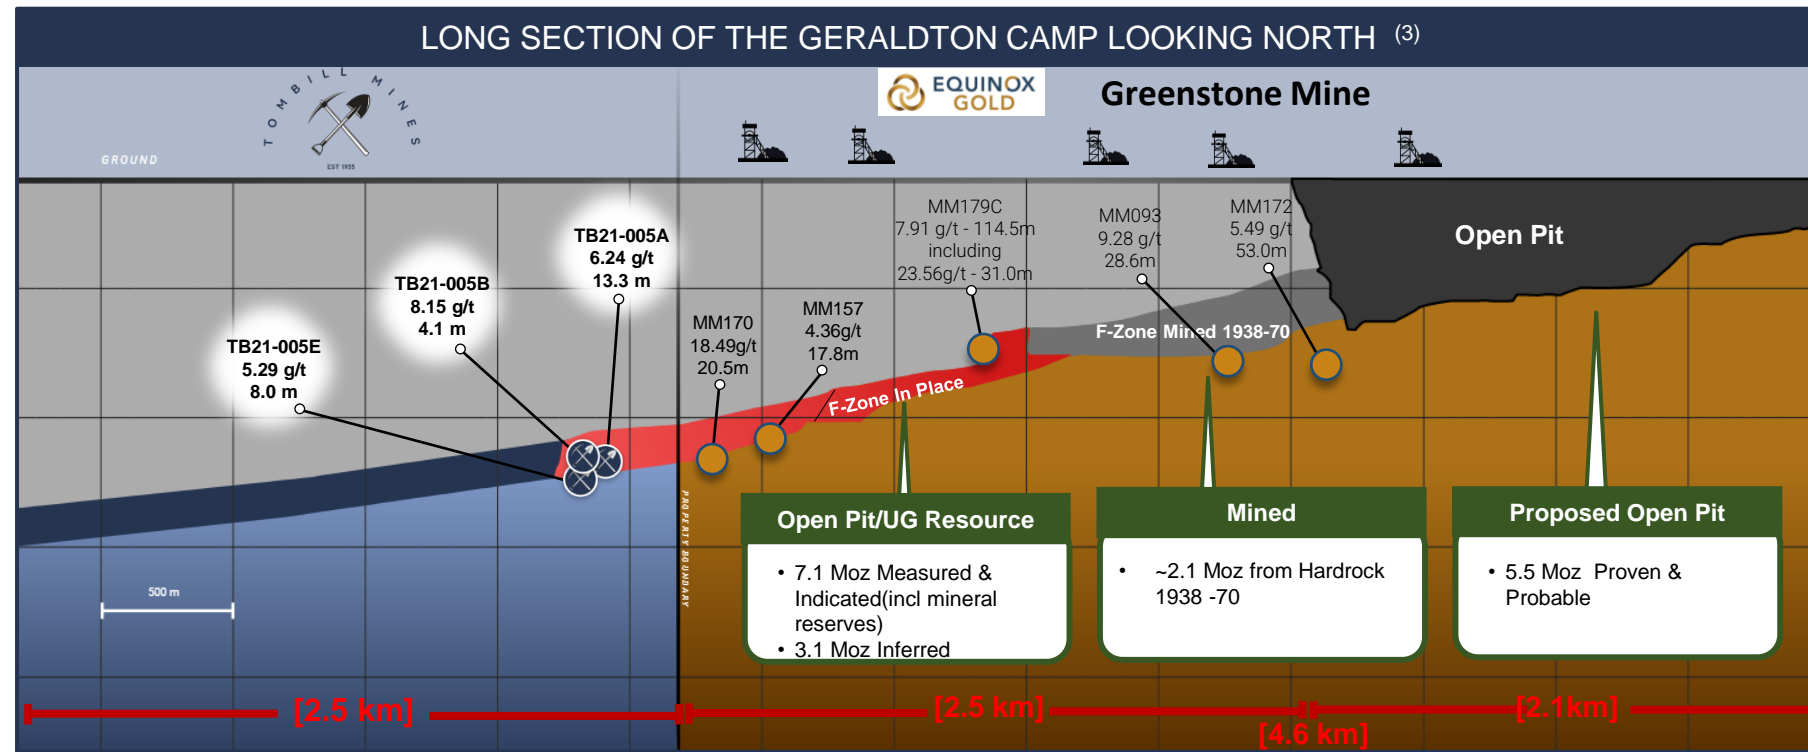 LONG SECTION OF THE GERALDTON CAMP LOOKING NORTH (3)
TOMBILL MINES
EST 1935
EQUINOX
GOLD
Greenstone Mine
GROUND
TB21-005A
6.24 g/t
13.3 m
TB21-005B
8.15 g/t
4.1 m
TB21-005E
5.29 g/t
8.0 m
MM170
18.49g/t
20.5m
MM157
4.36g/t
17.8m
MM179C
7.91 g/t - 114.5m
including
23.56g/t - 31.0m
MM093
9.28 g/t
28.6m
MM172
5.49 g/t
53.0m
Open Pit
F-Zone Mined 1938-70
F-Zone In Place
PROPERTY BOUNDARY
500 m
Open Pit/UG Resource
• 7.1 Moz Measured &
Indicated(incl mineral
reserves)
• 3.1 Moz Inferred
Mined
• ~2.1 Moz from Hardrock
1938 -70
Proposed Open Pit
• 5.5 Moz Proven &
Probable
[2.5 km]
[2.5 km]
[2.1km]
[4.6 km]